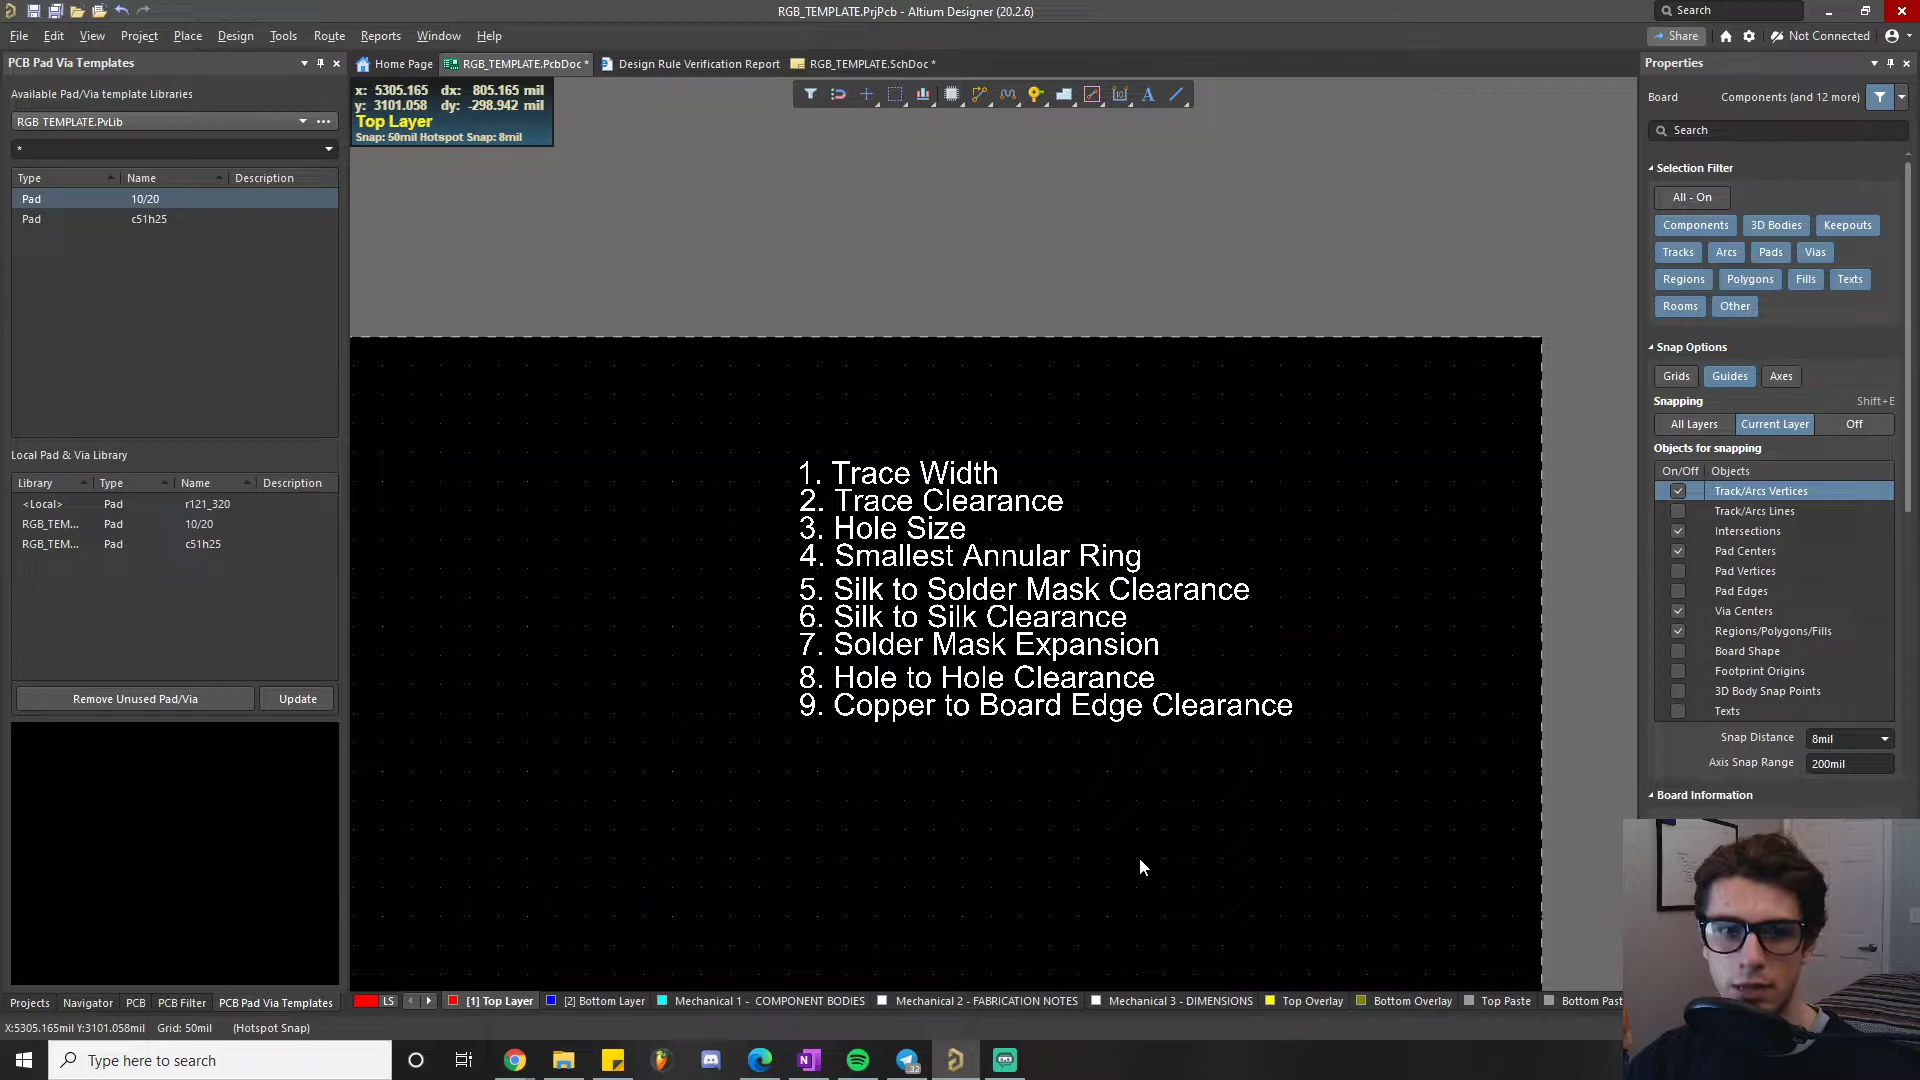 RGB_TEMPLATE.PrjPcb - Altium Designer (20.2.6)
Search
File Edit View Project Place Design Tools Route Reports Window Help
Share
Not Connected
PCB Pad Via Templates
Home Page
RGB_TEMPLATE.PcbDoc *
Design Rule Verification Report
RGB_TEMPLATE.SchDoc *
Properties
Available Pad/Via template Libraries
RGB TEMPLATE.PvLib
*
Type Name Description
Pad 10/20
Pad c51h25
Local Pad & Via Library
Library Type Name Description
<Local> Pad r121_320
RGB_TEM... Pad 10/20
RGB_TEM... Pad c51h25
Remove Unused Pad/Via
Update
Projects Navigator PCB PCB Filter PCB Pad Via Templates
x: 5305.165 dx: 805.165 mil
y: 3101.058 dy: -298.942 mil
Top Layer
Snap: 50mil Hotspot Snap: 8mil
1. Trace Width
2. Trace Clearance
3. Hole Size
4. Smallest Annular Ring
5. Silk to Solder Mask Clearance
6. Silk to Silk Clearance
7. Solder Mask Expansion
8. Hole to Hole Clearance
9. Copper to Board Edge Clearance
Board Components (and 12 more)
Search
Selection Filter
All - On
Components 3D Bodies Keepouts
Tracks Arcs Pads Vias
Regions Polygons Fills Texts
Rooms Other
Snap Options
Grids Guides Axes
Snapping Shift+E
All Layers Current Layer Off
Objects for snapping
On/Off Objects
Track/Arcs Vertices
Track/Arcs Lines
Intersections
Pad Centers
Pad Vertices
Pad Edges
Via Centers
Regions/Polygons/Fills
Board Shape
Footprint Origins
3D Body Snap Points
Texts
Snap Distance 8mil
Axis Snap Range 200mil
Board Information
LS [1] Top Layer [2] Bottom Layer Mechanical 1 - COMPONENT BODIES Mechanical 2 - FABRICATION NOTES Mechanical 3 - DIMENSIONS Top Overlay Bottom Overlay Top Paste Bottom Past
X:5305.165mil Y:3101.058mil Grid: 50mil (Hotspot Snap)
Type here to search
32